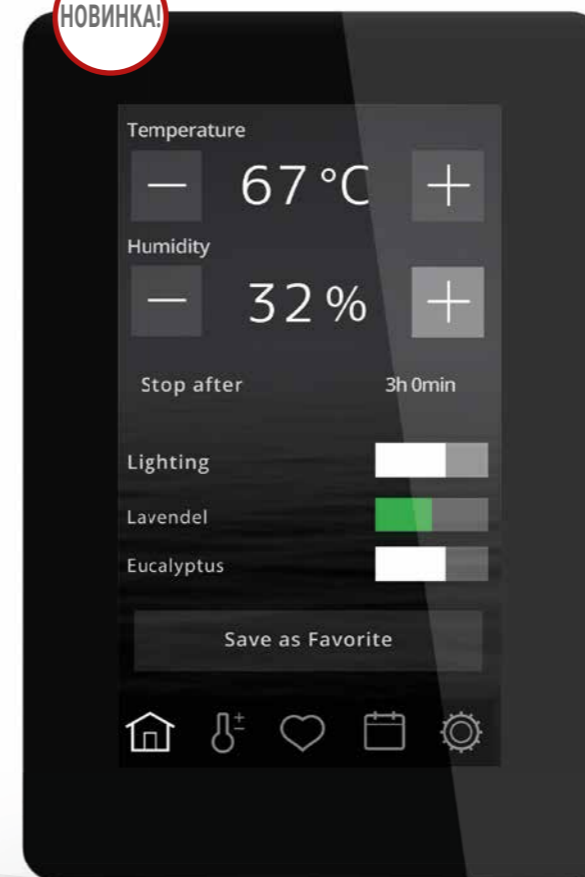 НОВИНКА!
Temperature
67 °C
Humidity
32 %
Stop after 3h 0min
Lighting
Lavendel
Eucalyptus
Save as Favorite